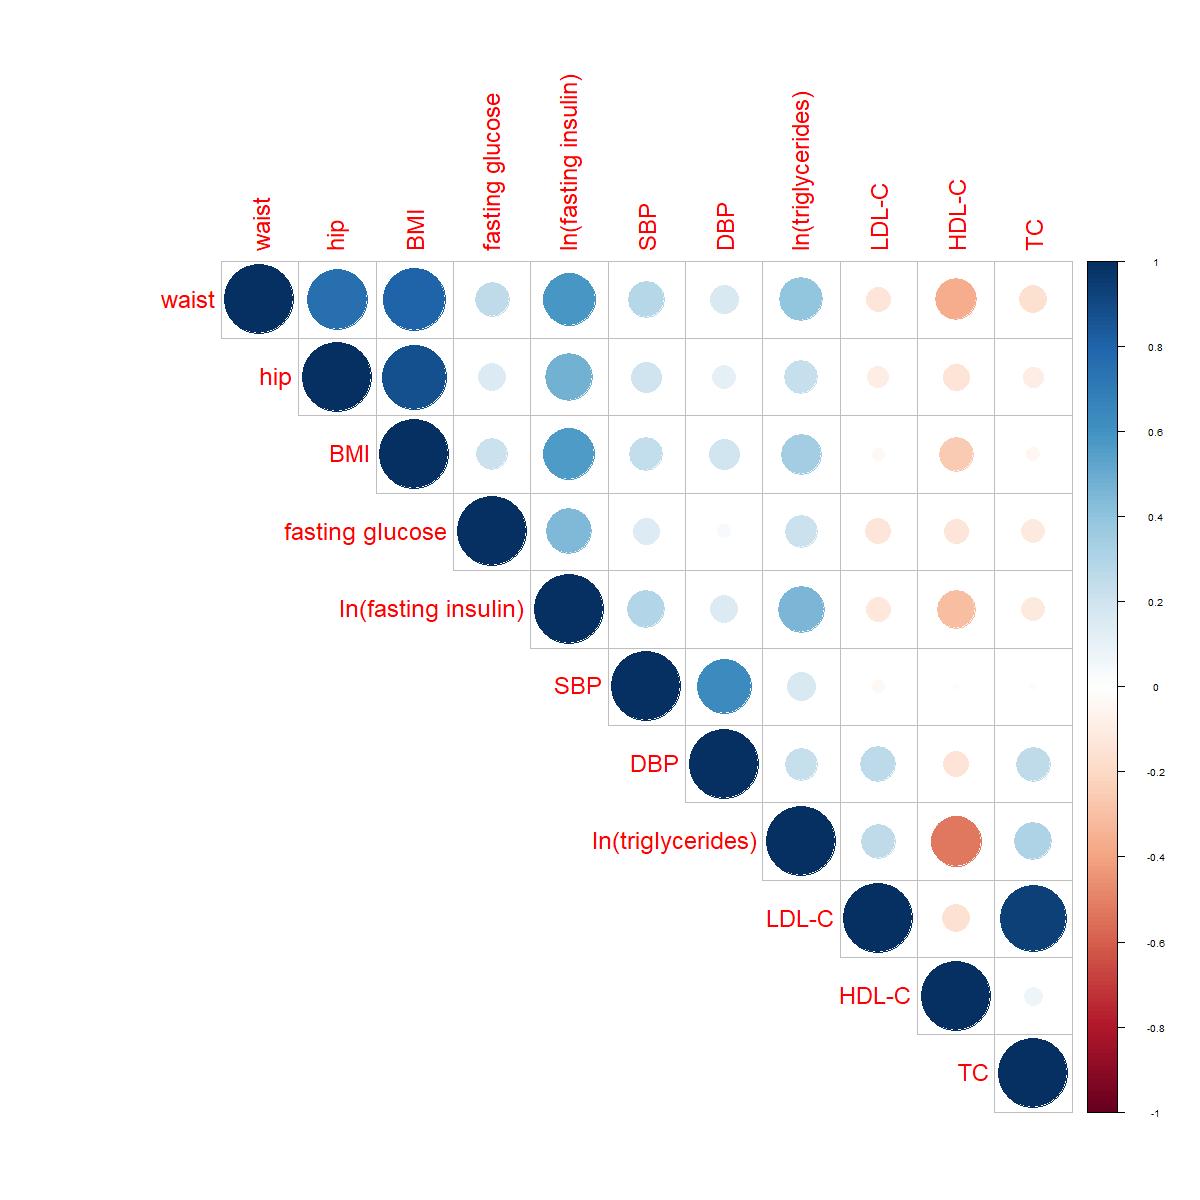 waist
hip
BMI
fasting glucose
ln(fasting insulin)
SBP
DBP
ln(triglycerides)
LDL-C
HDL-C
TC
waist
hip
BMI
fasting glucose
ln(fasting insulin)
SBP
DBP
ln(triglycerides)
LDL-C
HDL-C
TC
1
0.8
0.6
0.4
0.2
0
-0.2
-0.4
-0.6
-0.8
-1